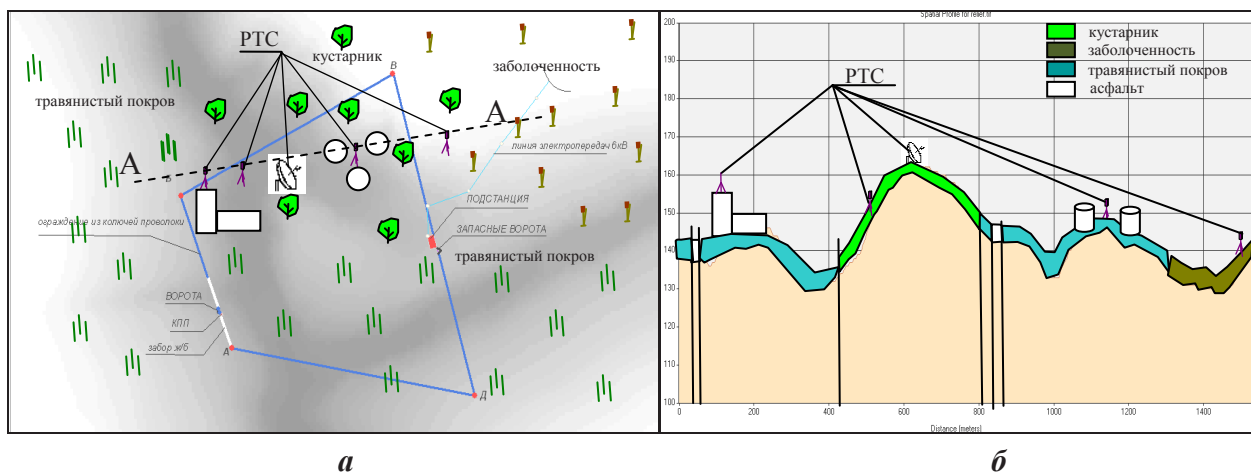 РТС
кустарник
В
заболоченность
травянистый покров
А
А
линия электропередач 6кВ
Б
ограждение из колючей проволоки
ПОДСТАНЦИЯ
ЗАПАСНЫЕ ВОРОТА
травянистый покров
ВОРОТА
КПП
забор ж/б
А
Д
а
Spatial Profile for relief.tif
200
190
180
170
160
150
140
130
120
110
100
кустарник
заболоченность
травянистый покров
асфальт
РТС
0
200
400
600
800
1000
1200
1400
Distance (meters)
б